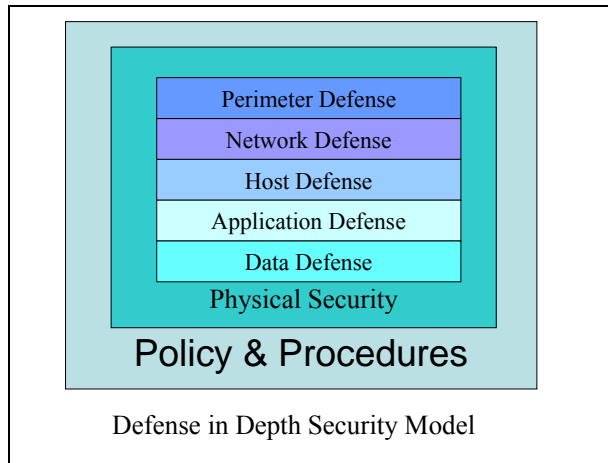 Perimeter Defense
Network Defense
Host Defense
Application Defense
Data Defense
Physical Security
Policy & Procedures
Defense in Depth Security Model